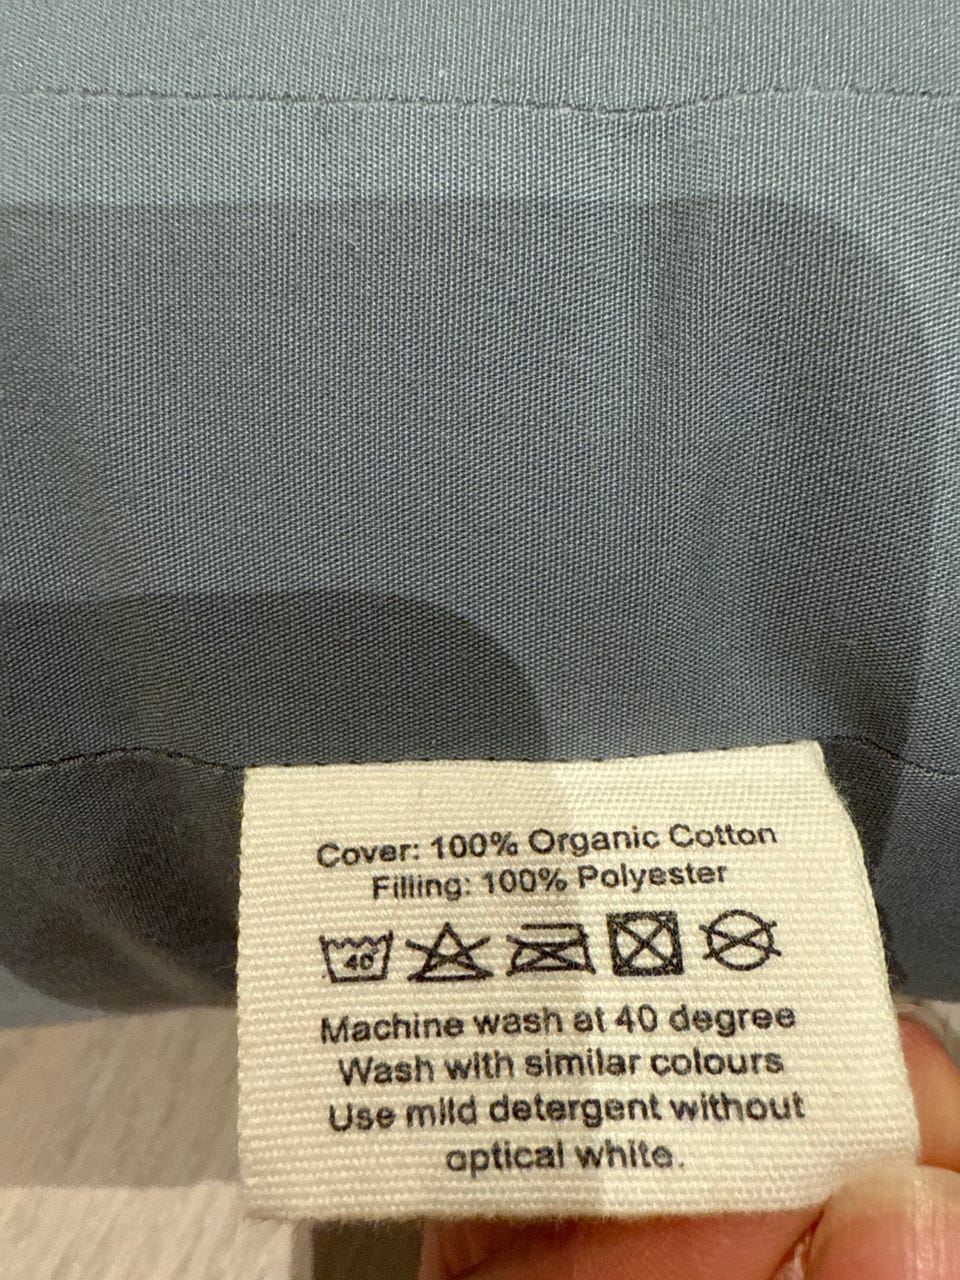 Cover: 100% Organic Cotton
Filling: 100% Polyester
40
Machine wash at 40 degree
Wash with similar colours
Use mild detergent without
optical white.